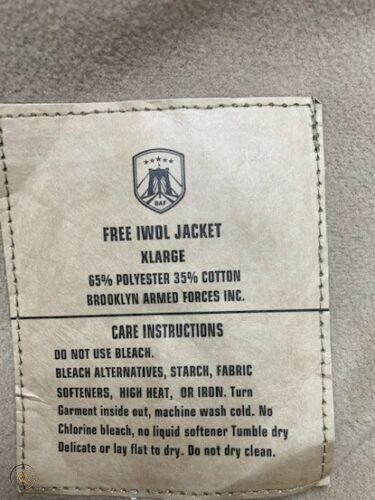 BAF
FREE IWOL JACKET
XLARGE
65% POLYESTER 35% COTTON
BROOKLYN ARMED FORCES INC.
CARE INSTRUCTIONS
DO NOT USE BLEACH.
BLEACH ALTERNATIVES, STARCH, FABRIC
SOFTENERS, HIGH HEAT, OR IRON. Turn
Garment inside out, machine wash cold. No
Chlorine bleach, no liquid softener Tumble dry
Delicate or lay flat to dry. Do not dry clean.